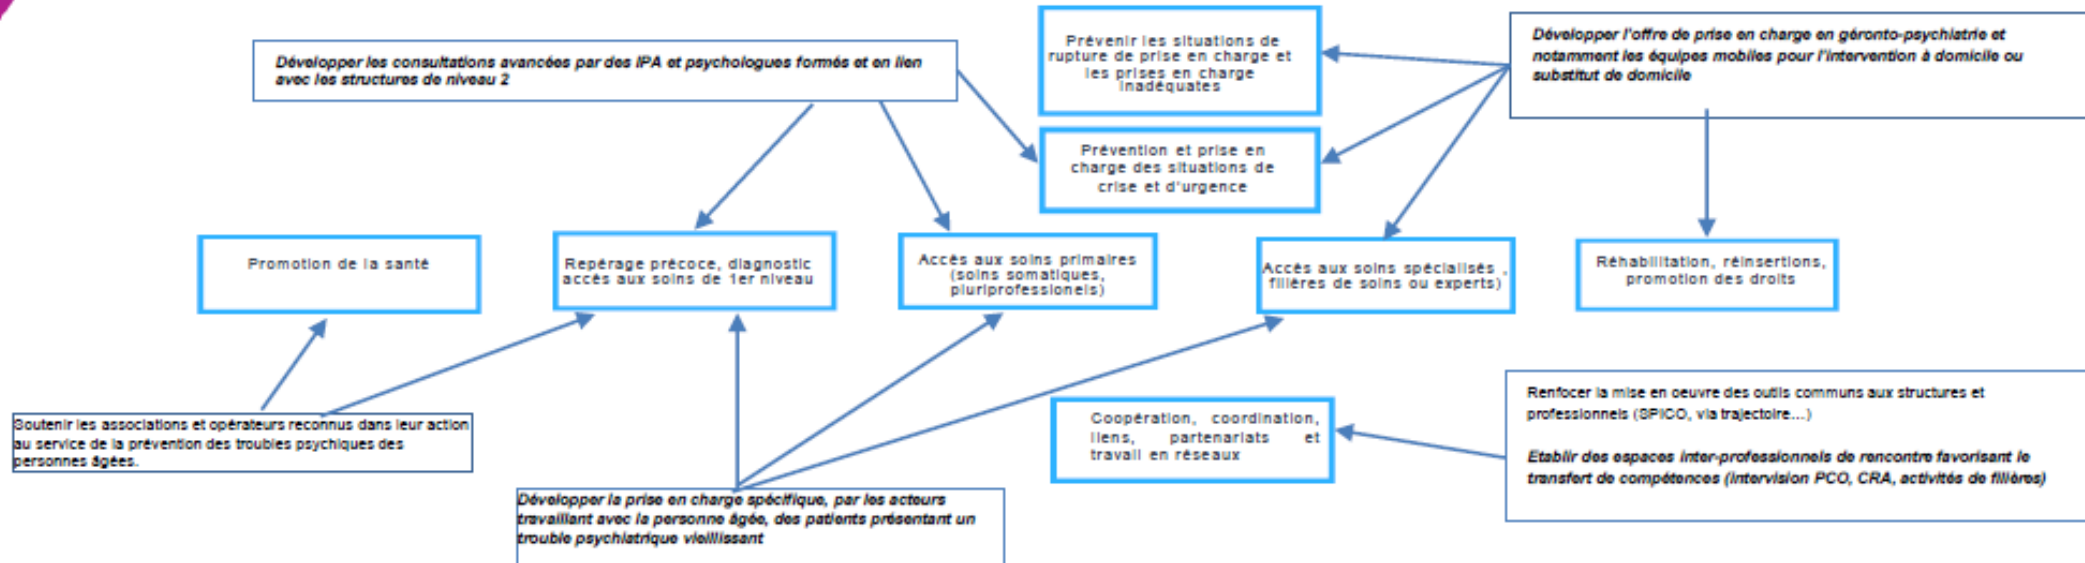 Développer les consultations avancées par des IPA et psychologues formés et en lien
avec les structures de niveau 2
Prévenir les situations de
rupture de prise en charge et
les prises en charge
inadéquates
Développer l'offre de prise en charge en géronto-psychiatrie et
notamment les équipes mobiles pour l'intervention à domicile ou
substitut de domicile
Prévention et prise en
charge des situations de
crise et d'urgence
Promotion de la santé
Repérage précoce, diagnostic
accès aux soins de 1er niveau
Accès aux soins primaires
(soins somatiques,
pluriprofessionels)
Accès aux soins spécialisés ,
filières de soins ou experts)
Réhabilitation, réinsertions,
promotion des droits
Soutenir les associations et opérateurs reconnus dans leur action
au service de la prévention des troubles psychiques des
personnes âgées.
Coopération, coordination,
liens, partenariats et
travail en réseaux
Renfocer la mise en oeuvre des outils communs aux structures et
professionnels (SPICO, via trajectoire...)
Etablir des espaces inter-professionnels de rencontre favorisant le
transfert de compétences (intervision PCO, CRA, activités de filières)
Développer la prise en charge spécifique, par les acteurs
travaillant avec la personne âgée, des patients présentant un
trouble psychiatrique vieillissant